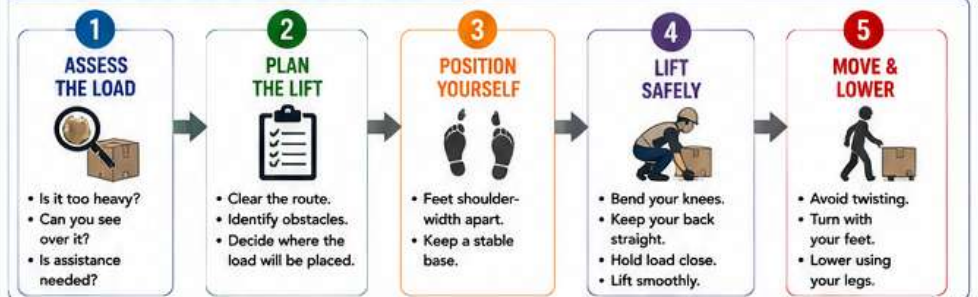 1
ASSESS
THE LOAD
• Is it too heavy?
• Can you see
over it?
• Is assistance
needed?
2
PLAN
THE LIFT
• Clear the route.
• Identify obstacles.
• Decide where the
load will be placed.
3
POSITION
YOURSELF
• Feet shoulder-
width apart.
• Keep a stable
base.
4
LIFT
SAFELY
• Bend your knees.
• Keep your back
straight.
• Hold load close.
• Lift smoothly.
5
MOVE &
LOWER
• Avoid twisting.
• Turn with
your feet.
• Lower using
your legs.